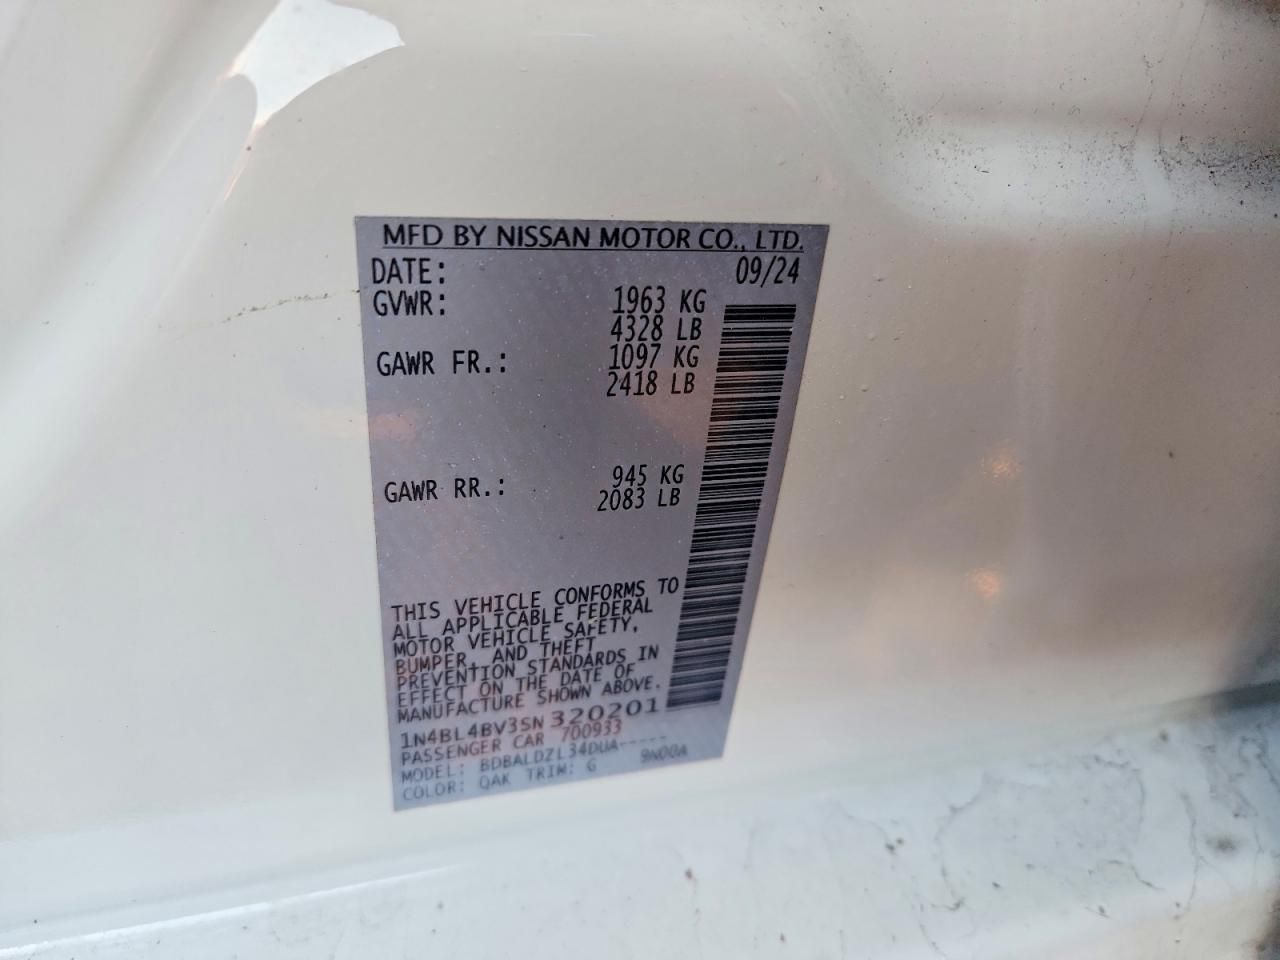 MFD BY NISSAN MOTOR CO., LTD.
DATE: 09/24
GVWR: 1963 KG
4328 LB
GAWR FR.: 1097 KG
2418 LB
GAWR RR.: 945 KG
2083 LB
THIS VEHICLE CONFORMS TO
ALL APPLICABLE FEDERAL
MOTOR VEHICLE SAFETY,
BUMPER, AND THEFT
PREVENTION STANDARDS IN
EFFECT ON THE DATE OF
MANUFACTURE SHOWN ABOVE.
1N4BL4BV3SN320201
PASSENGER CAR 700933
MODEL: BDBALDZL34DUA-----
9N00A
COLOR: QAK TRIM: G